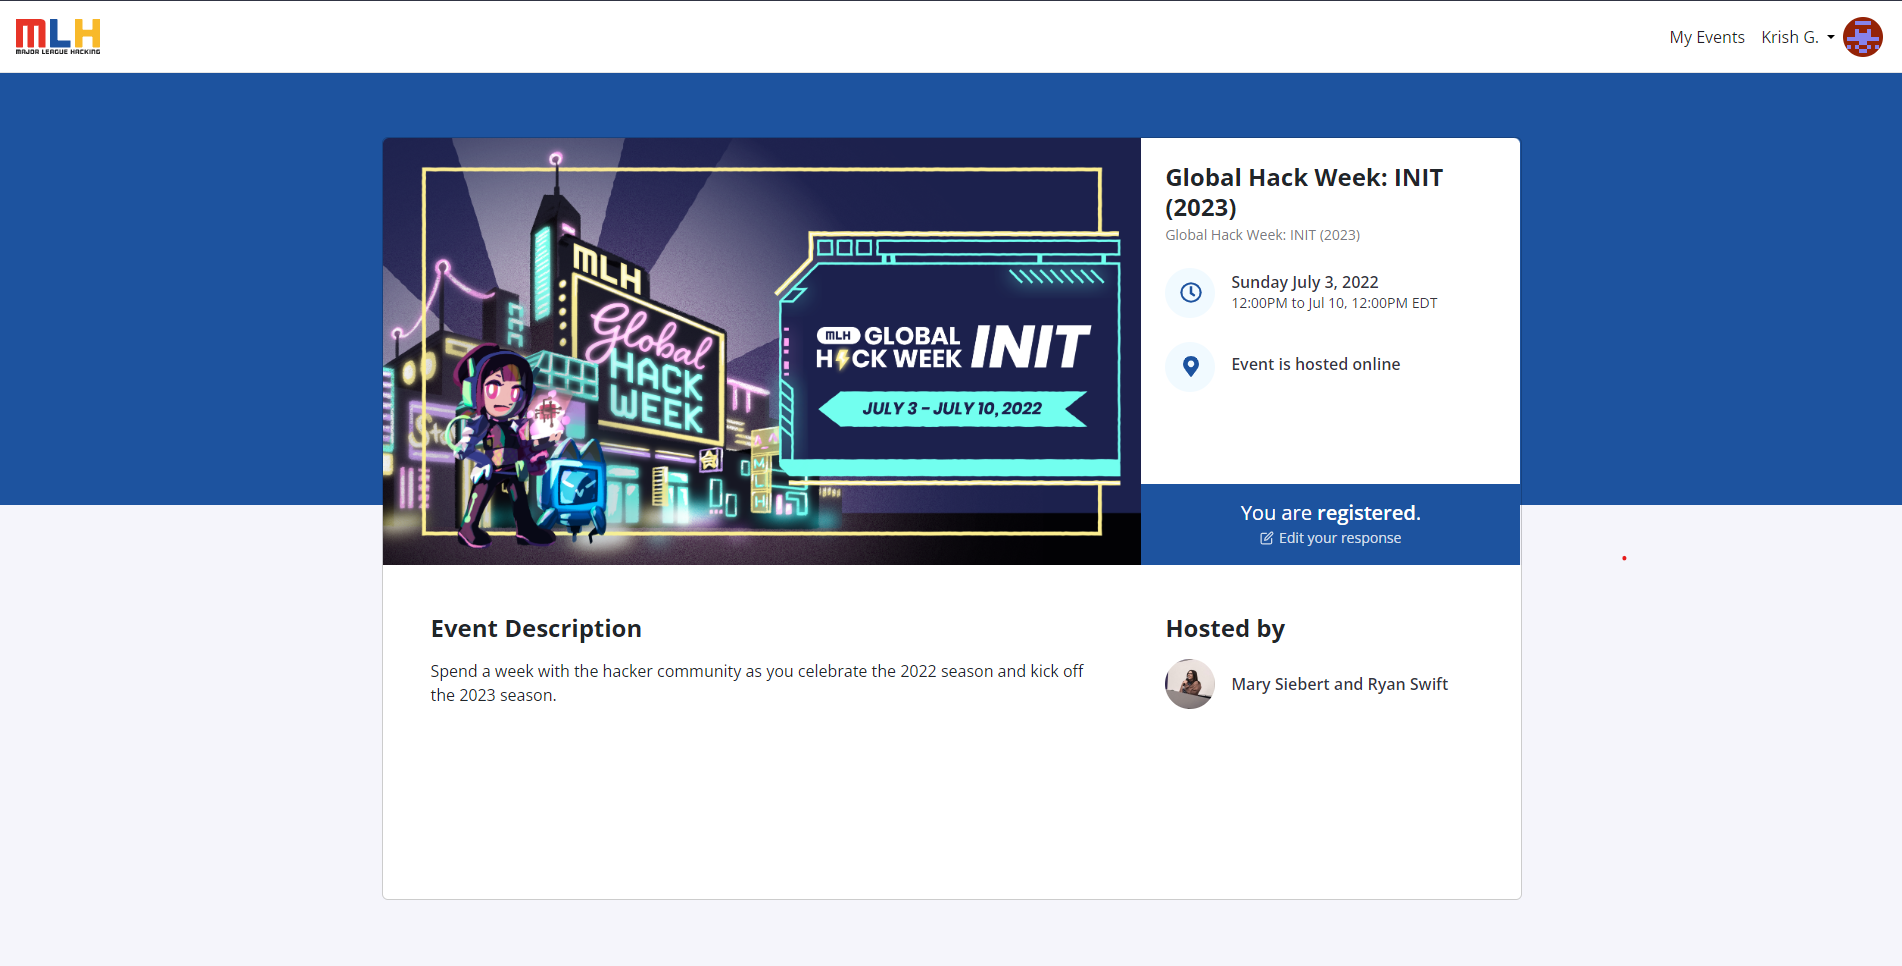 MLH
MAJOR LEAGUE HACKING
My Events
Krish G.
MLH
Global
HACK
WEEK
MLH
MLH GLOBAL
HCK WEEK
INIT
JULY 3 – JULY 10, 2022
Global Hack Week: INIT
(2023)
Global Hack Week: INIT (2023)
Sunday July 3, 2022
12:00PM to Jul 10, 12:00PM EDT
Event is hosted online
You are registered.
Edit your response
Event Description
Spend a week with the hacker community as you celebrate the 2022 season and kick off
the 2023 season.
Hosted by
Mary Siebert and Ryan Swift